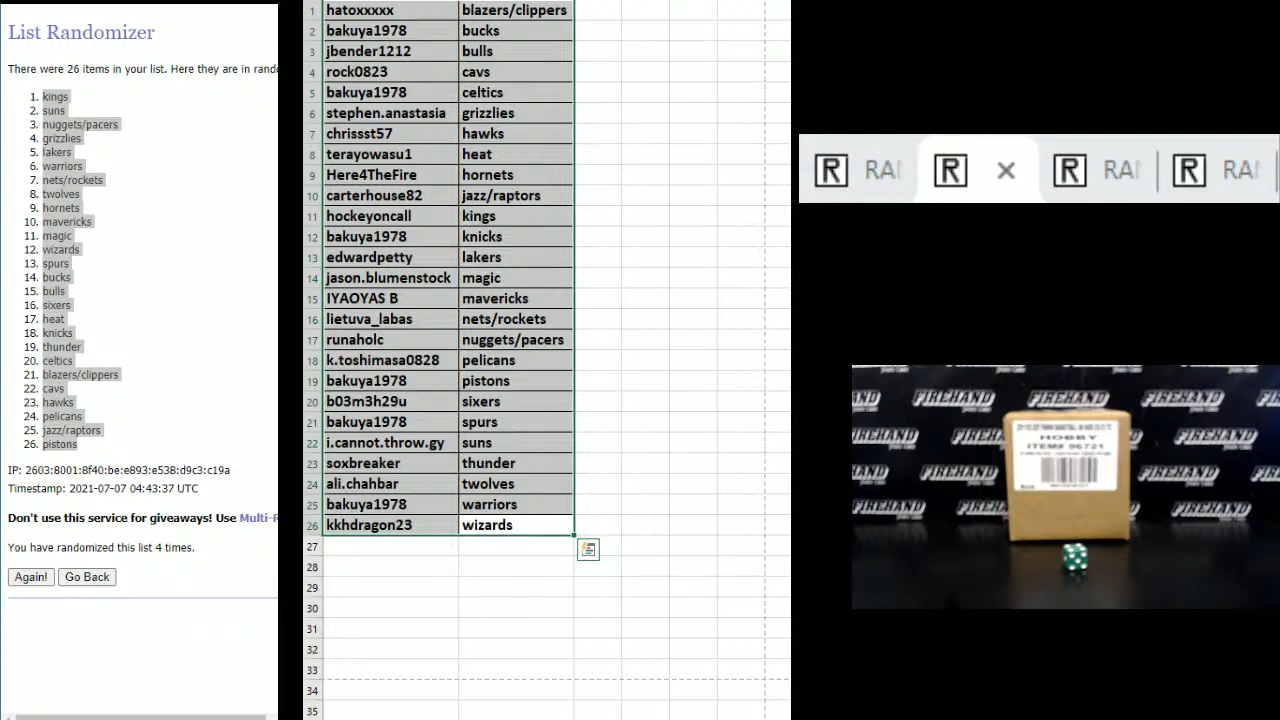 List Randomizer
There were 26 items in your list. Here they are in rand
1. kings
2. suns
3. nuggets/pacers
4. grizzlies
5. lakers
6. warriors
7. nets/rockets
8. twolves
9. hornets
10. mavericks
11. magic
12. wizards
13. spurs
14. bucks
15. bulls
16. sixers
17. heat
18. knicks
19. thunder
20. celtics
21. blazers/clippers
22. cavs
23. hawks
24. pelicans
25. jazz/raptors
26. pistons
IP: 2603:8001:8f40:be:e893:e538:d9c3:c19a
Timestamp: 2021-07-07 04:43:37 UTC
Don't use this service for giveaways! Use Multi-R
You have randomized this list 4 times.
Again! Go Back
1 hatoxxxxx blazers/clippers
2 bakuya1978 bucks
3 jbender1212 bulls
4 rock0823 cavs
5 bakuya1978 celtics
6 stephen.anastasia grizzlies
7 chrissst57 hawks
8 terayowasu1 heat
9 Here4TheFire hornets
10 carterhouse82 jazz/raptors
11 hockeyoncall kings
12 bakuya1978 knicks
13 edwardpetty lakers
14 jason.blumenstock magic
15 IYAOYAS B mavericks
16 lietuva_labas nets/rockets
17 runaholc nuggets/pacers
18 k.toshimasa0828 pelicans
19 bakuya1978 pistons
20 b03m3h29u sixers
21 bakuya1978 spurs
22 i.cannot.throw.gy suns
23 soxbreaker thunder
24 ali.chahbar twolves
25 bakuya1978 warriors
26 kkhdragon23 wizards
27
28
29
30
31
32
33
34
35
R RA R × R RA R RA
FIREHAND
HOBBY
ITEM# 96721